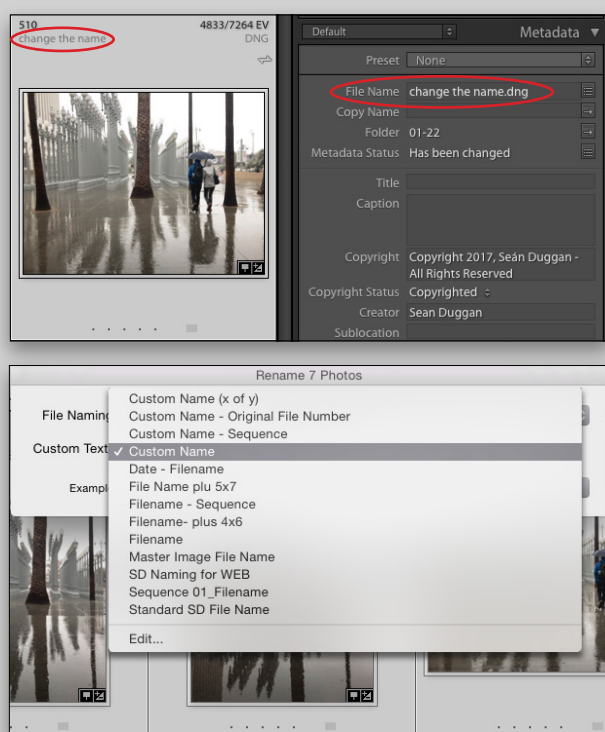 510 4833/7264 EV
change the name DNG
Default Metadata
Preset None
File Name change the name.dng
Copy Name
Folder 01-22
Metadata Status Has been changed
Title
Caption
Copyright Copyright 2017, Seán Duggan -
All Rights Reserved
Copyright Status Copyrighted
Creator Sean Duggan
Sublocation
Rename 7 Photos
File Naming
Custom Text
Exampl
Custom Name (x of y)
Custom Name - Original File Number
Custom Name - Sequence
✓ Custom Name
Date - Filename
File Name plu 5x7
Filename - Sequence
Filename- plus 4x6
Filename
Master Image File Name
SD Naming for WEB
Sequence 01_Filename
Standard SD File Name
Edit...